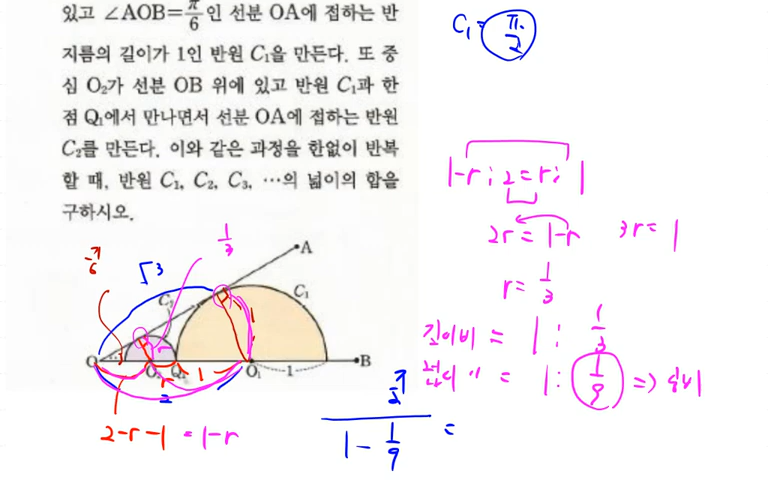 있고 ∠AOB=π/6인 선분 OA에 접하는 반
지름의 길이가 1인 반원 C₁을 만든다. 또 중
심 O₂가 선분 OB 위에 있고 반원 C₁과 한
점 Q₁에서 만나면서 선분 OA에 접하는 반원
C₂를 만든다. 이와 같은 과정을 한없이 반복
할 때, 반원 C₁, C₂, C₃, …의 넓이의 합을
구하시오.
C₁ = π/2
1-r : 2 = r : 1
2r = 1-r 3r = 1
r = 1/3
길이비 = 1 : 1/3
넓이 〃 = 1 : 1/9 => 공비
π/6
√3
1/3
A
C₂
C₁
1
r
O
O₂
Q₁
r
1
O₁
1
B
2
2-r-1 = 1-r
π/2 / (1 - 1/9) =